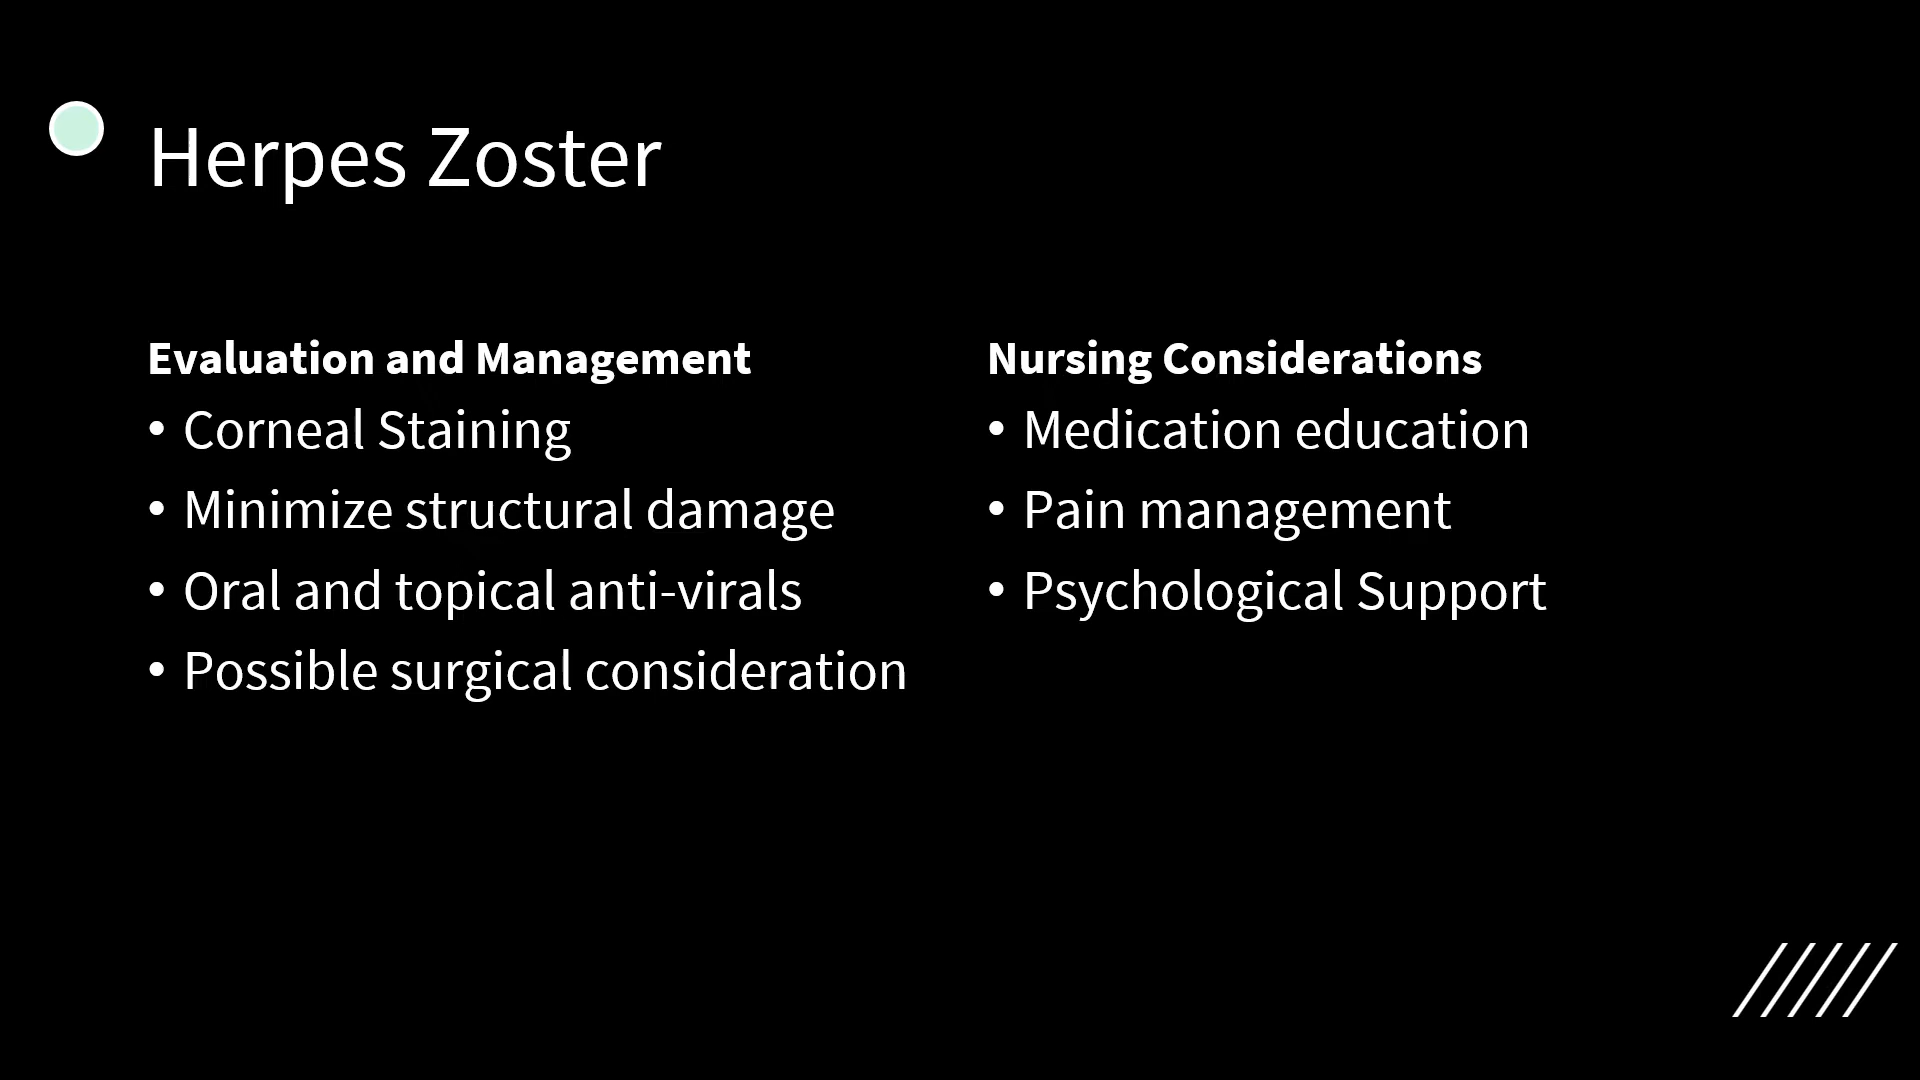 Herpes Zoster
Evaluation and Management
• Corneal Staining
• Minimize structural damage
• Oral and topical anti-virals
• Possible surgical consideration
Nursing Considerations
• Medication education
• Pain management
• Psychological Support